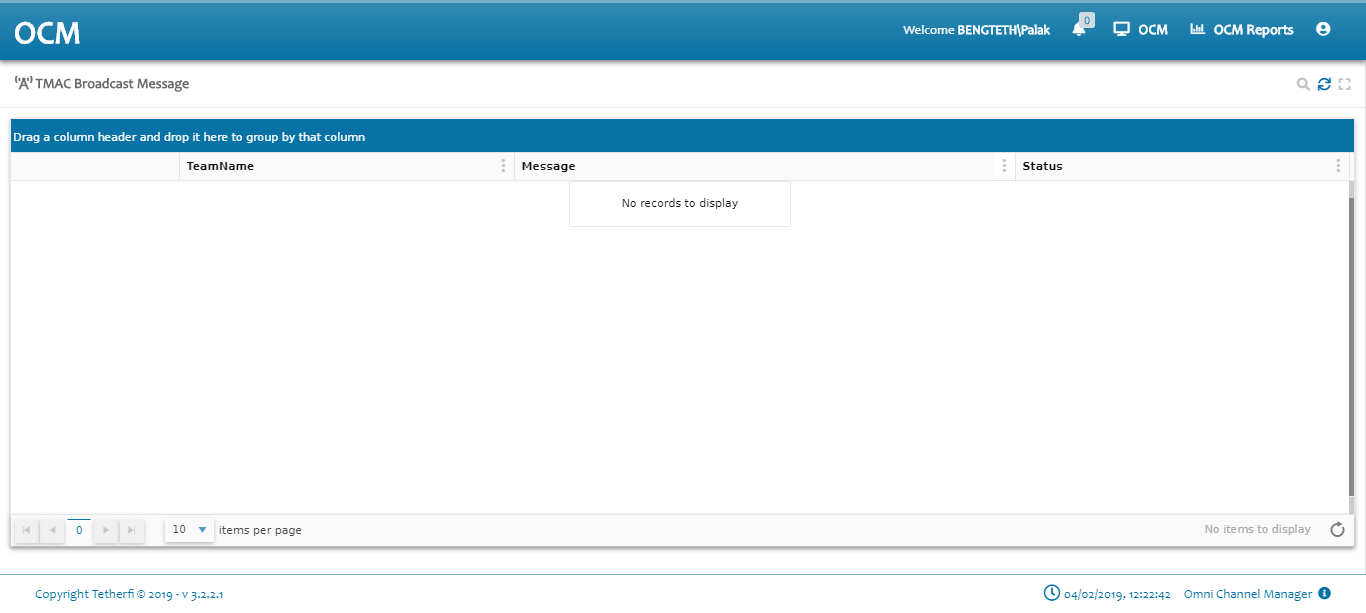 OCM
Welcome BENGTETH\Palak
0
OCM
OCM Reports
TMAC Broadcast Message
Drag a column header and drop it here to group by that column
TeamName
Message
Status
No records to display
0
10
items per page
No items to display
Copyright Tetherfi © 2019 - v 3.2.2.1
04/02/2019, 12:22:42
Omni Channel Manager